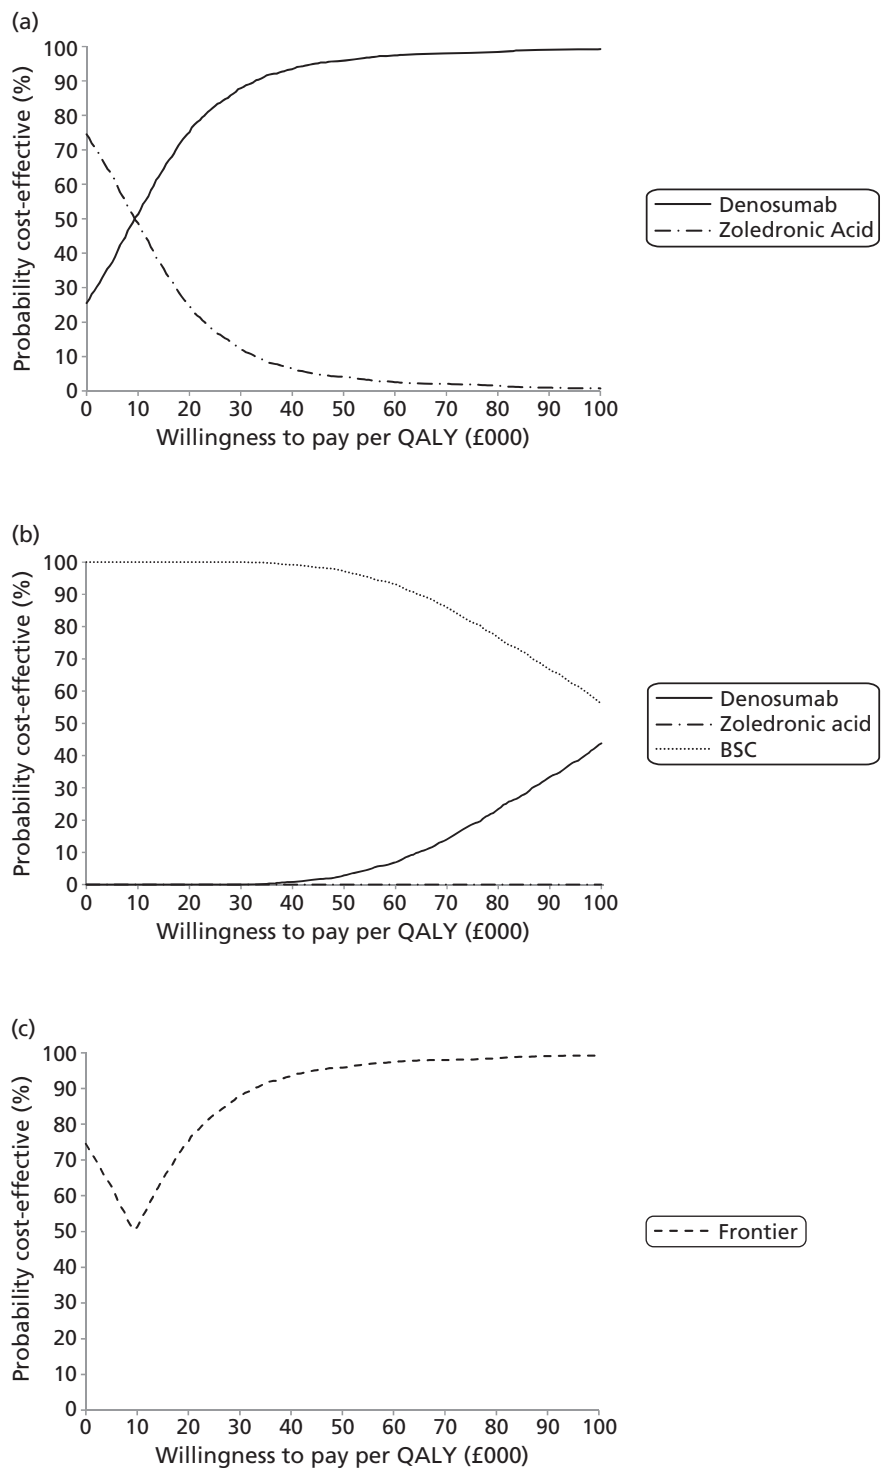 (a)
Probability cost-effective (%)
100
90
80
70
60
50
40
30
20
10
0
0 10 20 30 40 50 60 70 80 90 100
Willingness to pay per QALY (£000)
Denosumab
Zoledronic Acid
(b)
Probability cost-effective (%)
100
90
80
70
60
50
40
30
20
10
0
0 10 20 30 40 50 60 70 80 90 100
Willingness to pay per QALY (£000)
Denosumab
Zoledronic acid
BSC
(c)
Probability cost-effective (%)
100
90
80
70
60
50
40
30
20
10
0
0 10 20 30 40 50 60 70 80 90 100
Willingness to pay per QALY (£000)
Frontier